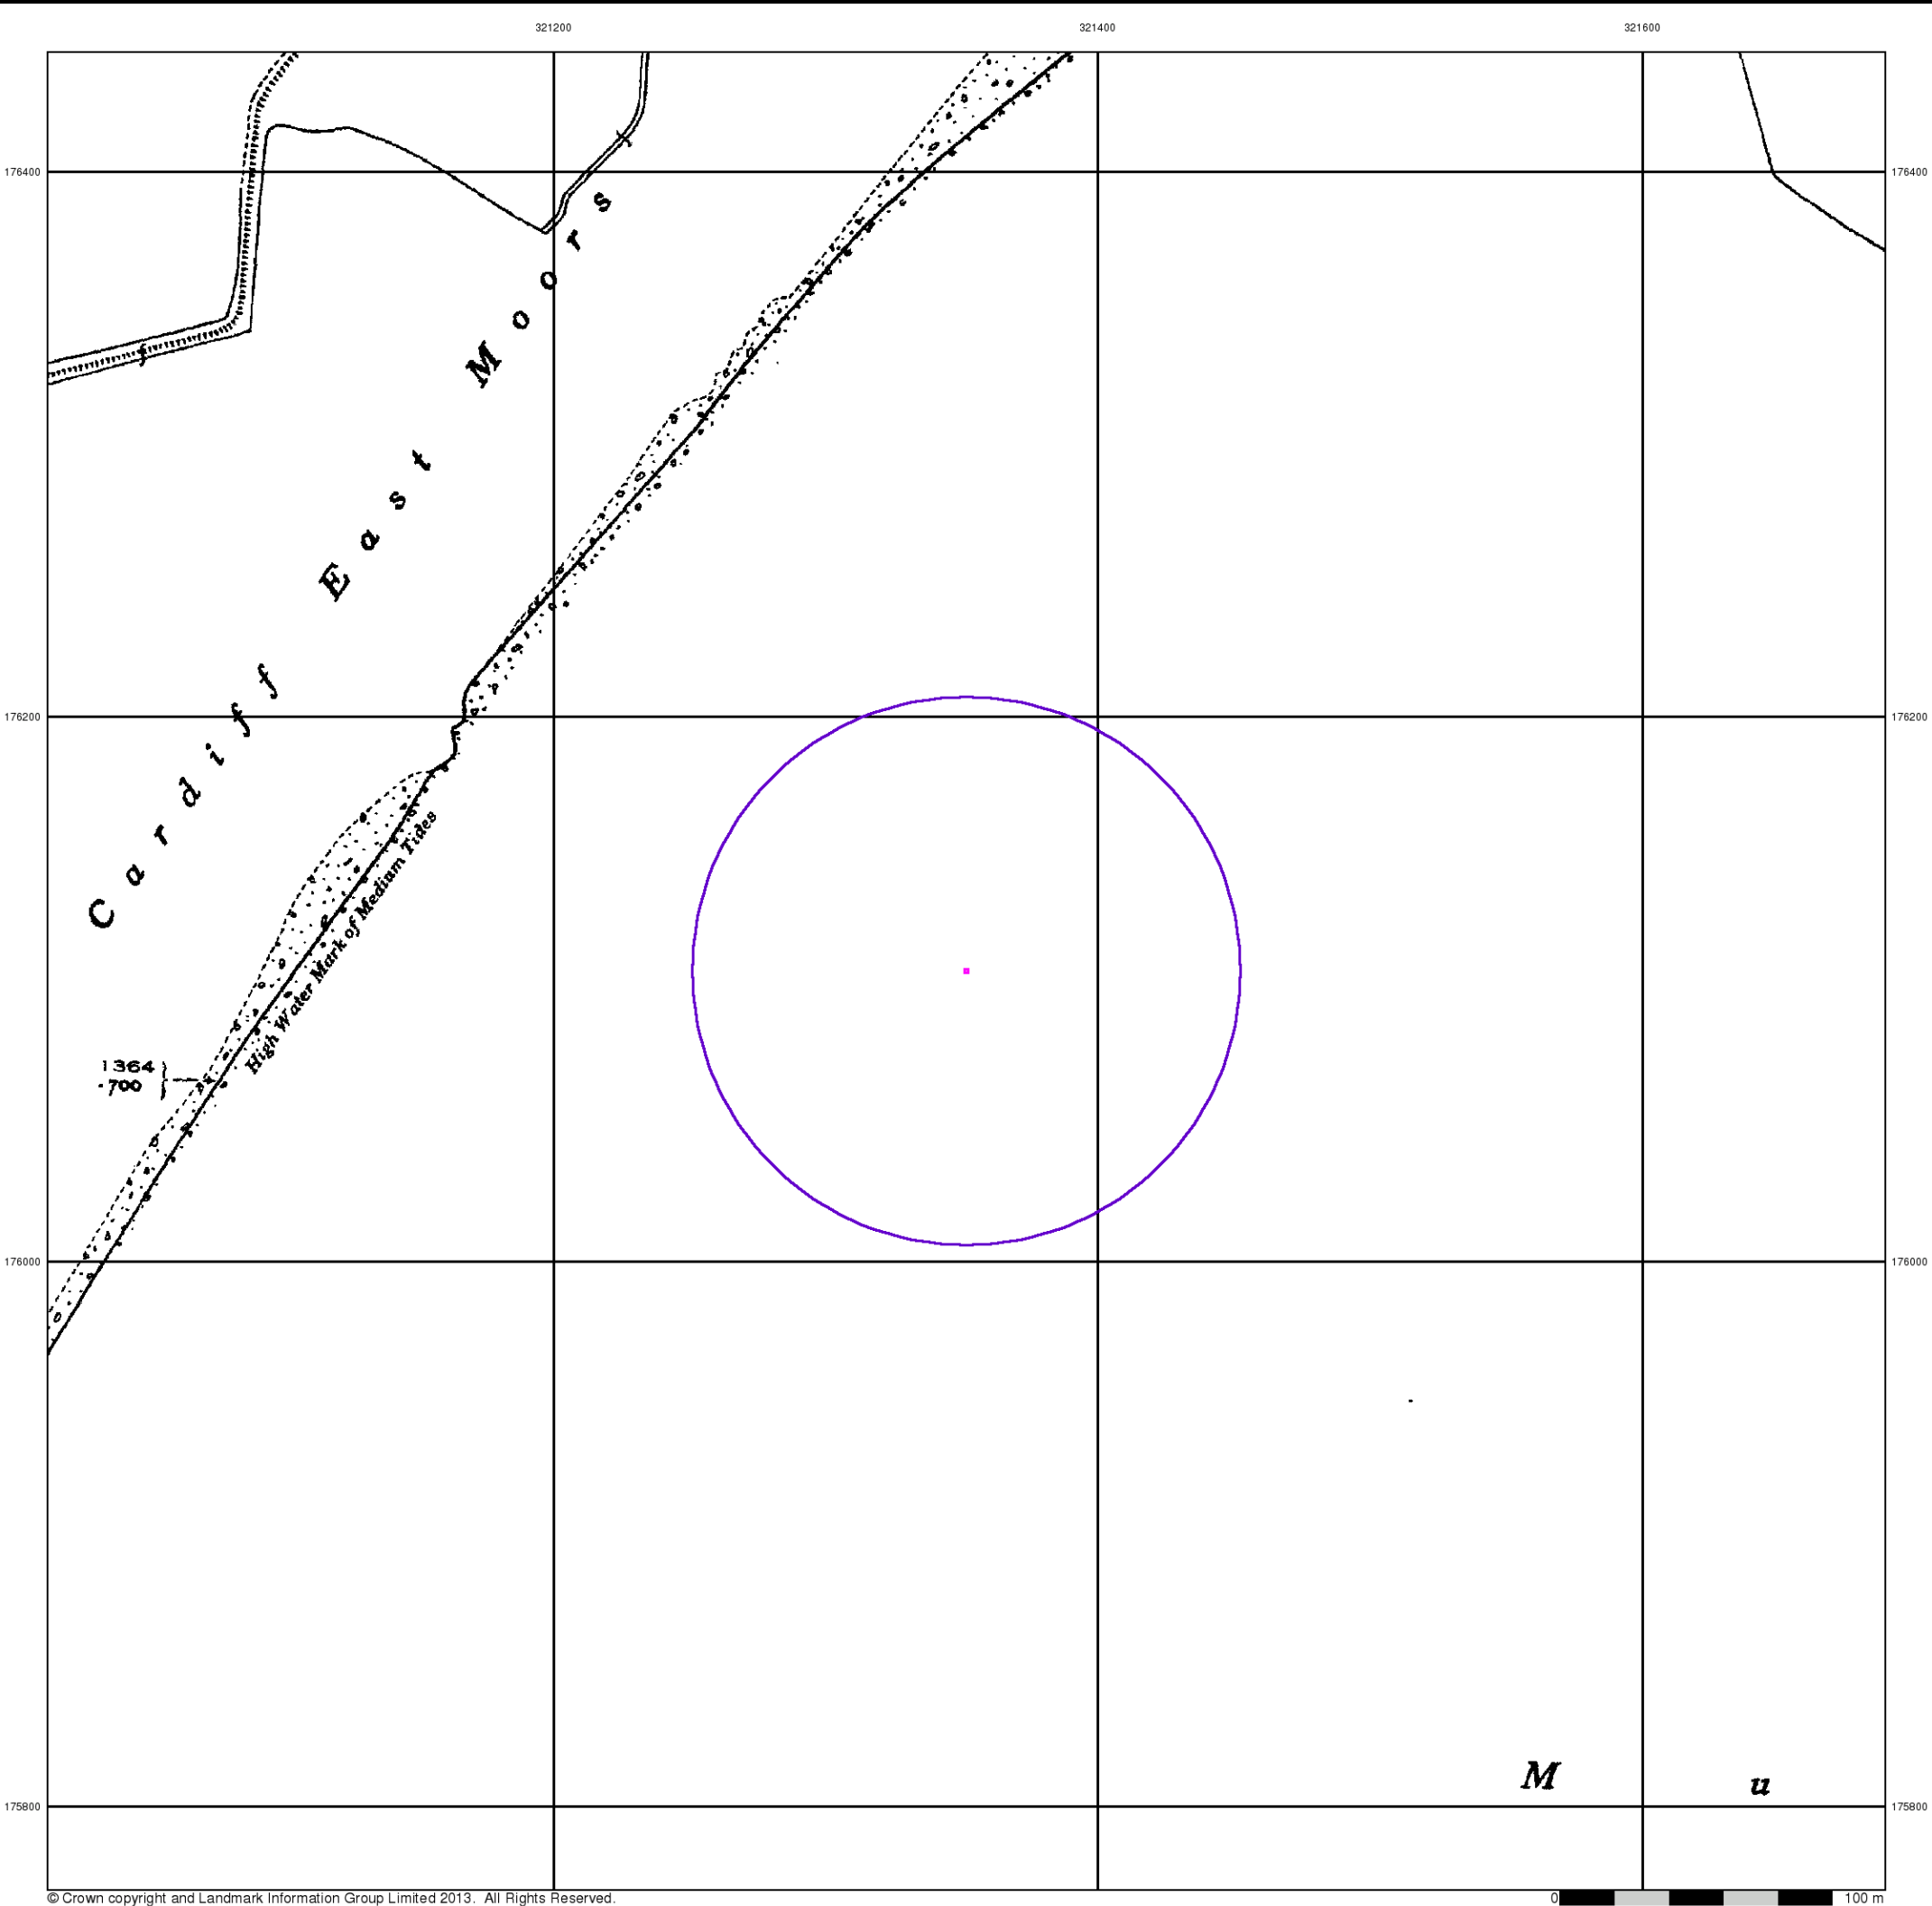 321200 321400 321600
176400 176400
Cardiff East Moors
176200 176200
High Water Mark of Medium Tides
1364
.700
176000 176000
M u
175800 175800
© Crown copyright and Landmark Information Group Limited 2013. All Rights Reserved.
0 100 m